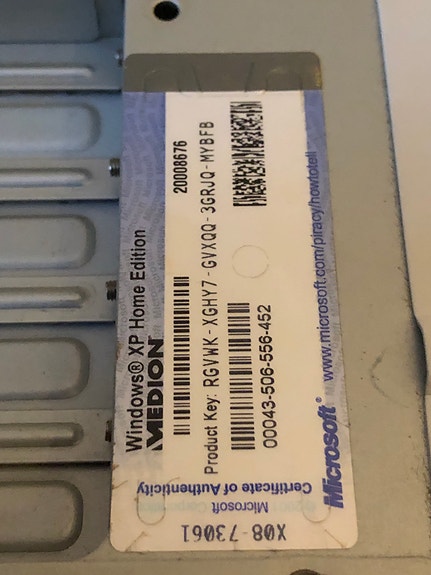 Windows® XP Home Edition
MEDION
20008676
Product Key: RGVWK-XGHY7-GVXQQ-3GRJQ-MYBFB
00043-506-556-452
Microsoft® www.microsoft.com/piracy/howtotell
Microsoft
Certificate of Authenticity
X08-73061